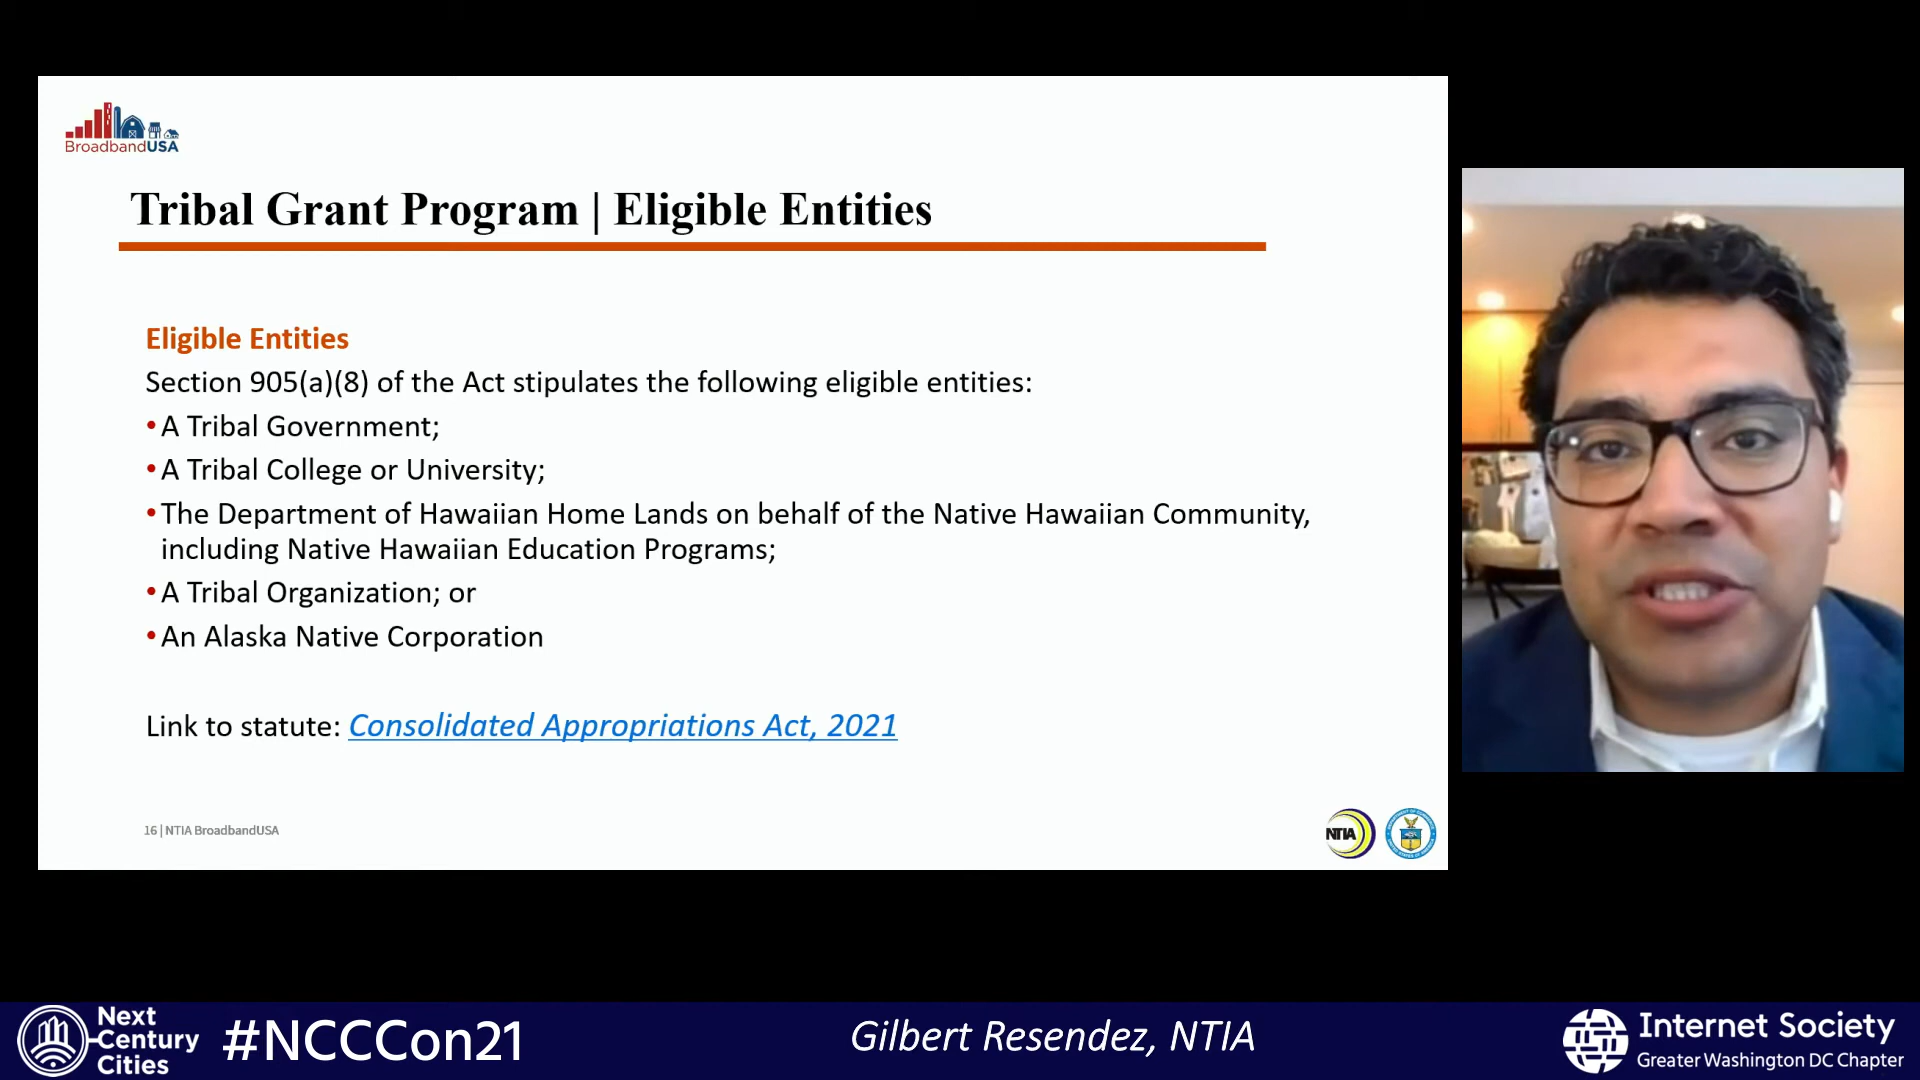 BroadbandUSA
Tribal Grant Program | Eligible Entities
Eligible Entities
Section 905(a)(8) of the Act stipulates the following eligible entities:
•A Tribal Government;
•A Tribal College or University;
•The Department of Hawaiian Home Lands on behalf of the Native Hawaiian Community,
including Native Hawaiian Education Programs;
•A Tribal Organization; or
•An Alaska Native Corporation
Link to statute: Consolidated Appropriations Act, 2021
16 | NTIA BroadbandUSA
NTIA
Next
Century
Cities
#NCCCon21
Gilbert Resendez, NTIA
Internet Society
Greater Washington DC Chapter